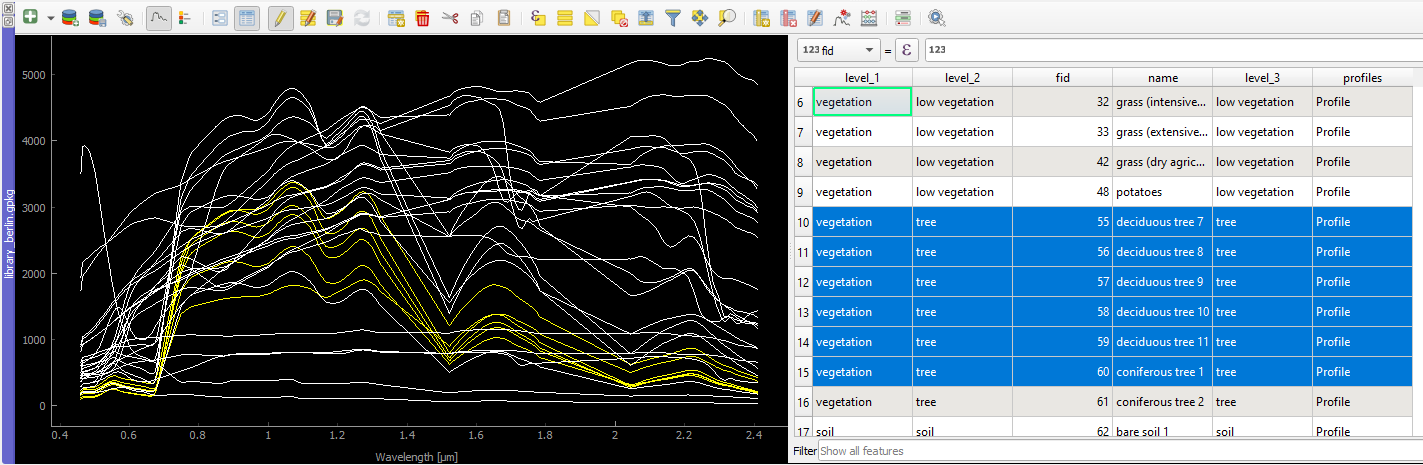 library_berlin.gpkg
5000
4000
3000
2000
1000
0
0.4 0.6 0.8 1 1.2 1.4 1.6 1.8 2 2.2 2.4
Wavelength [µm]
123 fid = ε 123
level_1 level_2 fid name level_3 profiles
6 vegetation low vegetation 32 grass (intensive... low vegetation Profile
7 vegetation low vegetation 33 grass (extensive... low vegetation Profile
8 vegetation low vegetation 42 grass (dry agric... low vegetation Profile
9 vegetation low vegetation 48 potatoes low vegetation Profile
10 vegetation tree 55 deciduous tree 7 tree Profile
11 vegetation tree 56 deciduous tree 8 tree Profile
12 vegetation tree 57 deciduous tree 9 tree Profile
13 vegetation tree 58 deciduous tree 10 tree Profile
14 vegetation tree 59 deciduous tree 11 tree Profile
15 vegetation tree 60 coniferous tree 1 tree Profile
16 vegetation tree 61 coniferous tree 2 tree Profile
17 soil soil 62 bare soil 1 soil Profile
Filter Show all features